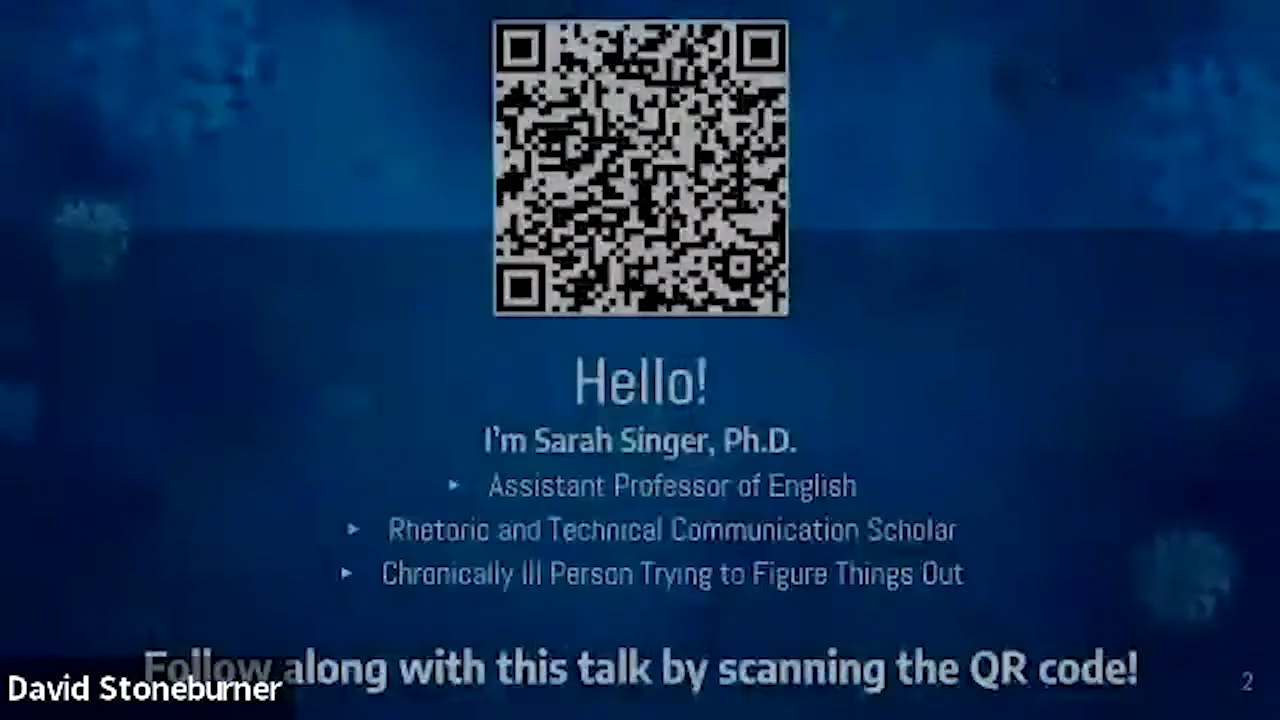 Hello!
I'm Sarah Singer, Ph.D.
▸ Assistant Professor of English
▸ Rhetoric and Technical Communication Scholar
▸ Chronically Ill Person Trying to Figure Things Out
Follow along with this talk by scanning the QR code!
David Stoneburner
2